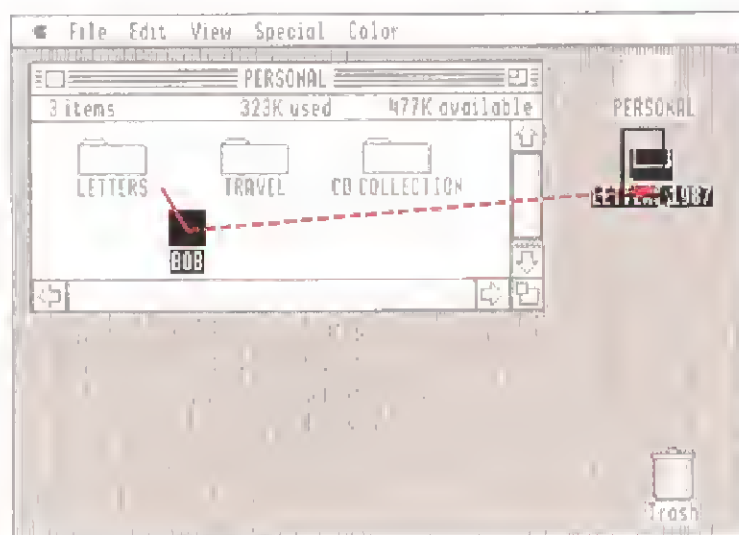 File Edit View Special Color
PERSONAL
3 items 323K used 477K available
PERSONAL
LETTERS TRAVEL CD COLLECTION
1987
BOB
Trash